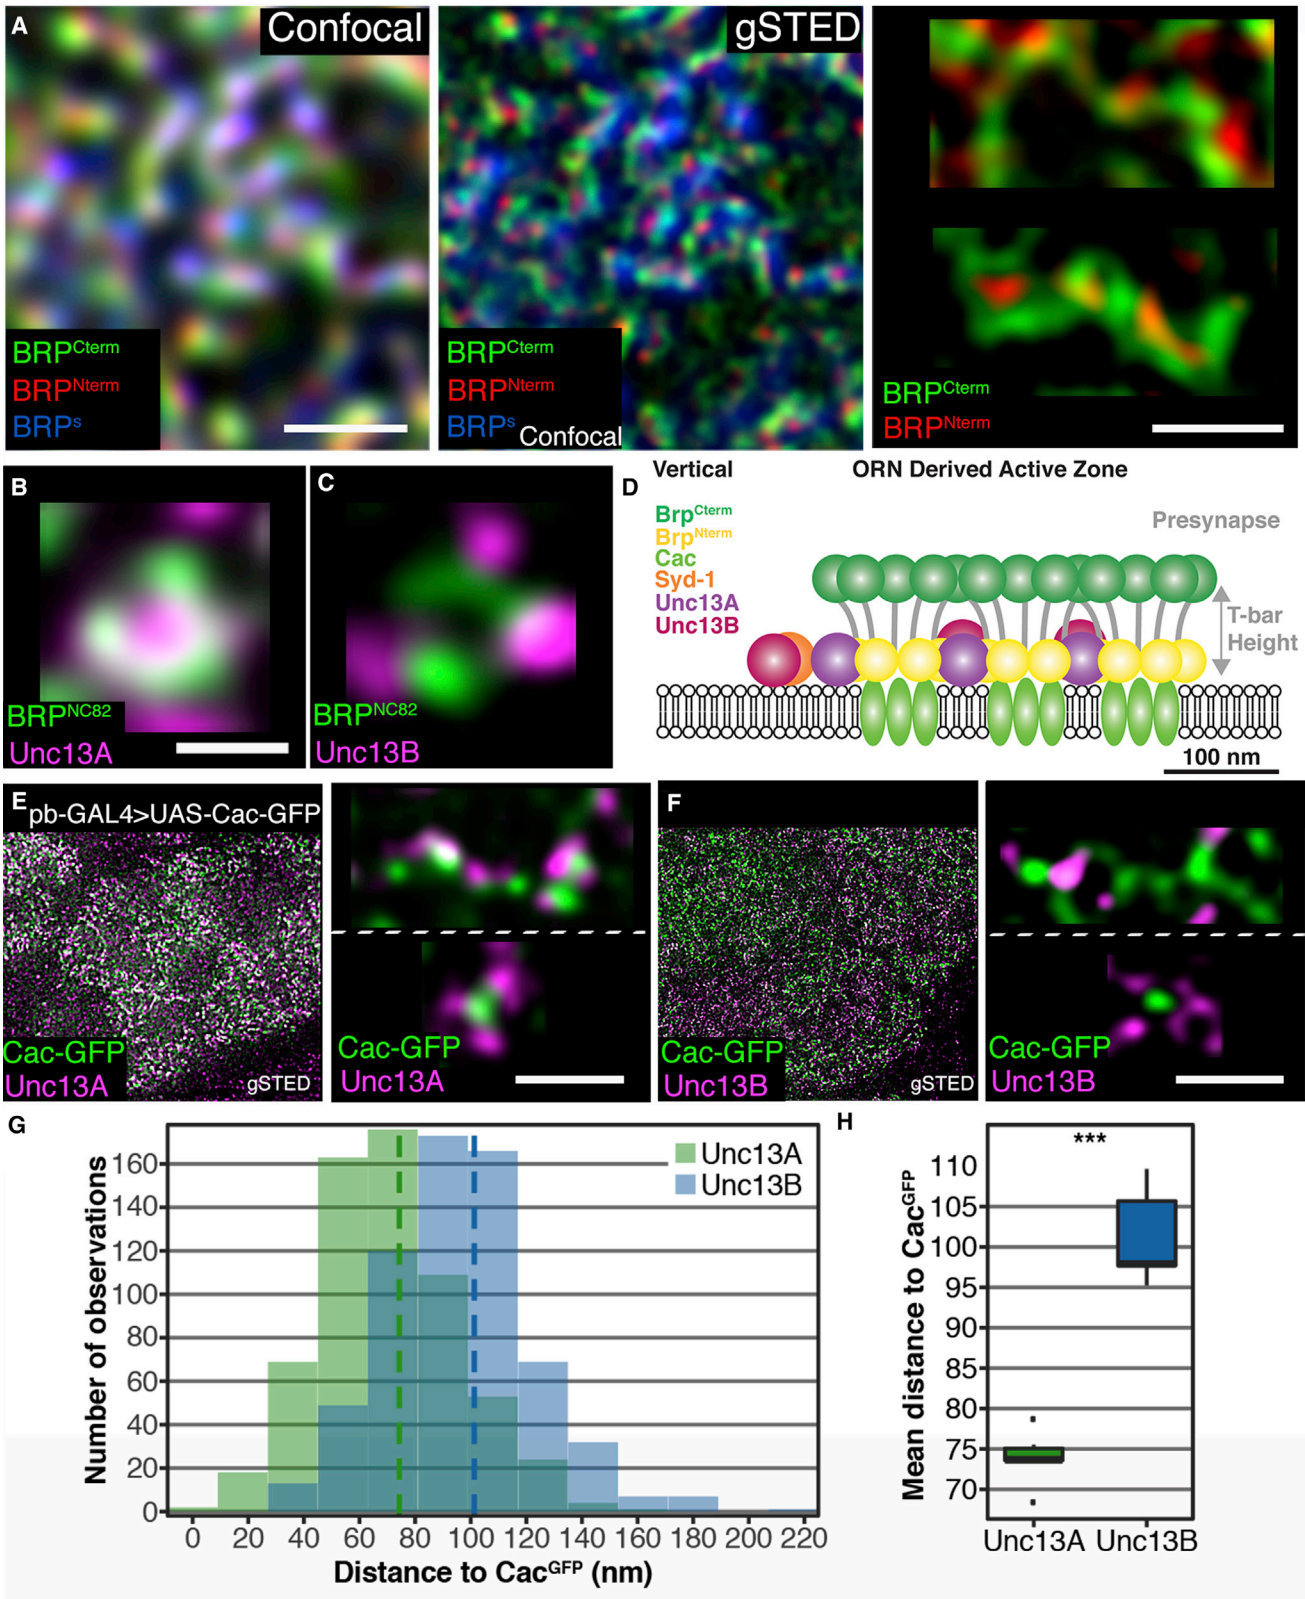 A
Confocal
BRPCterm
BRPNterm
BRPs
gSTED
BRPCterm
BRPNterm
BRPs Confocal
BRPCterm
BRPNterm
B
BRPNC82
Unc13A
C
BRPNC82
Unc13B
D
Vertical
ORN Derived Active Zone
BrpCterm
BrpNterm
Cac
Syd-1
Unc13A
Unc13B
Presynapse
T-bar
Height
100 nm
E
pb-GAL4>UAS-Cac-GFP
Cac-GFP
Unc13A
gSTED
Cac-GFP
Unc13A
F
Cac-GFP
Unc13B
gSTED
Cac-GFP
Unc13B
G
Number of observations
160
140
120
100
80
60
40
20
0
Unc13A
Unc13B
0 20 40 60 80 100 120 140 160 180 200 220
Distance to CacGFP (nm)
H
Mean distance to CacGFP
***
110
105
100
95
90
85
80
75
70
Unc13A Unc13B